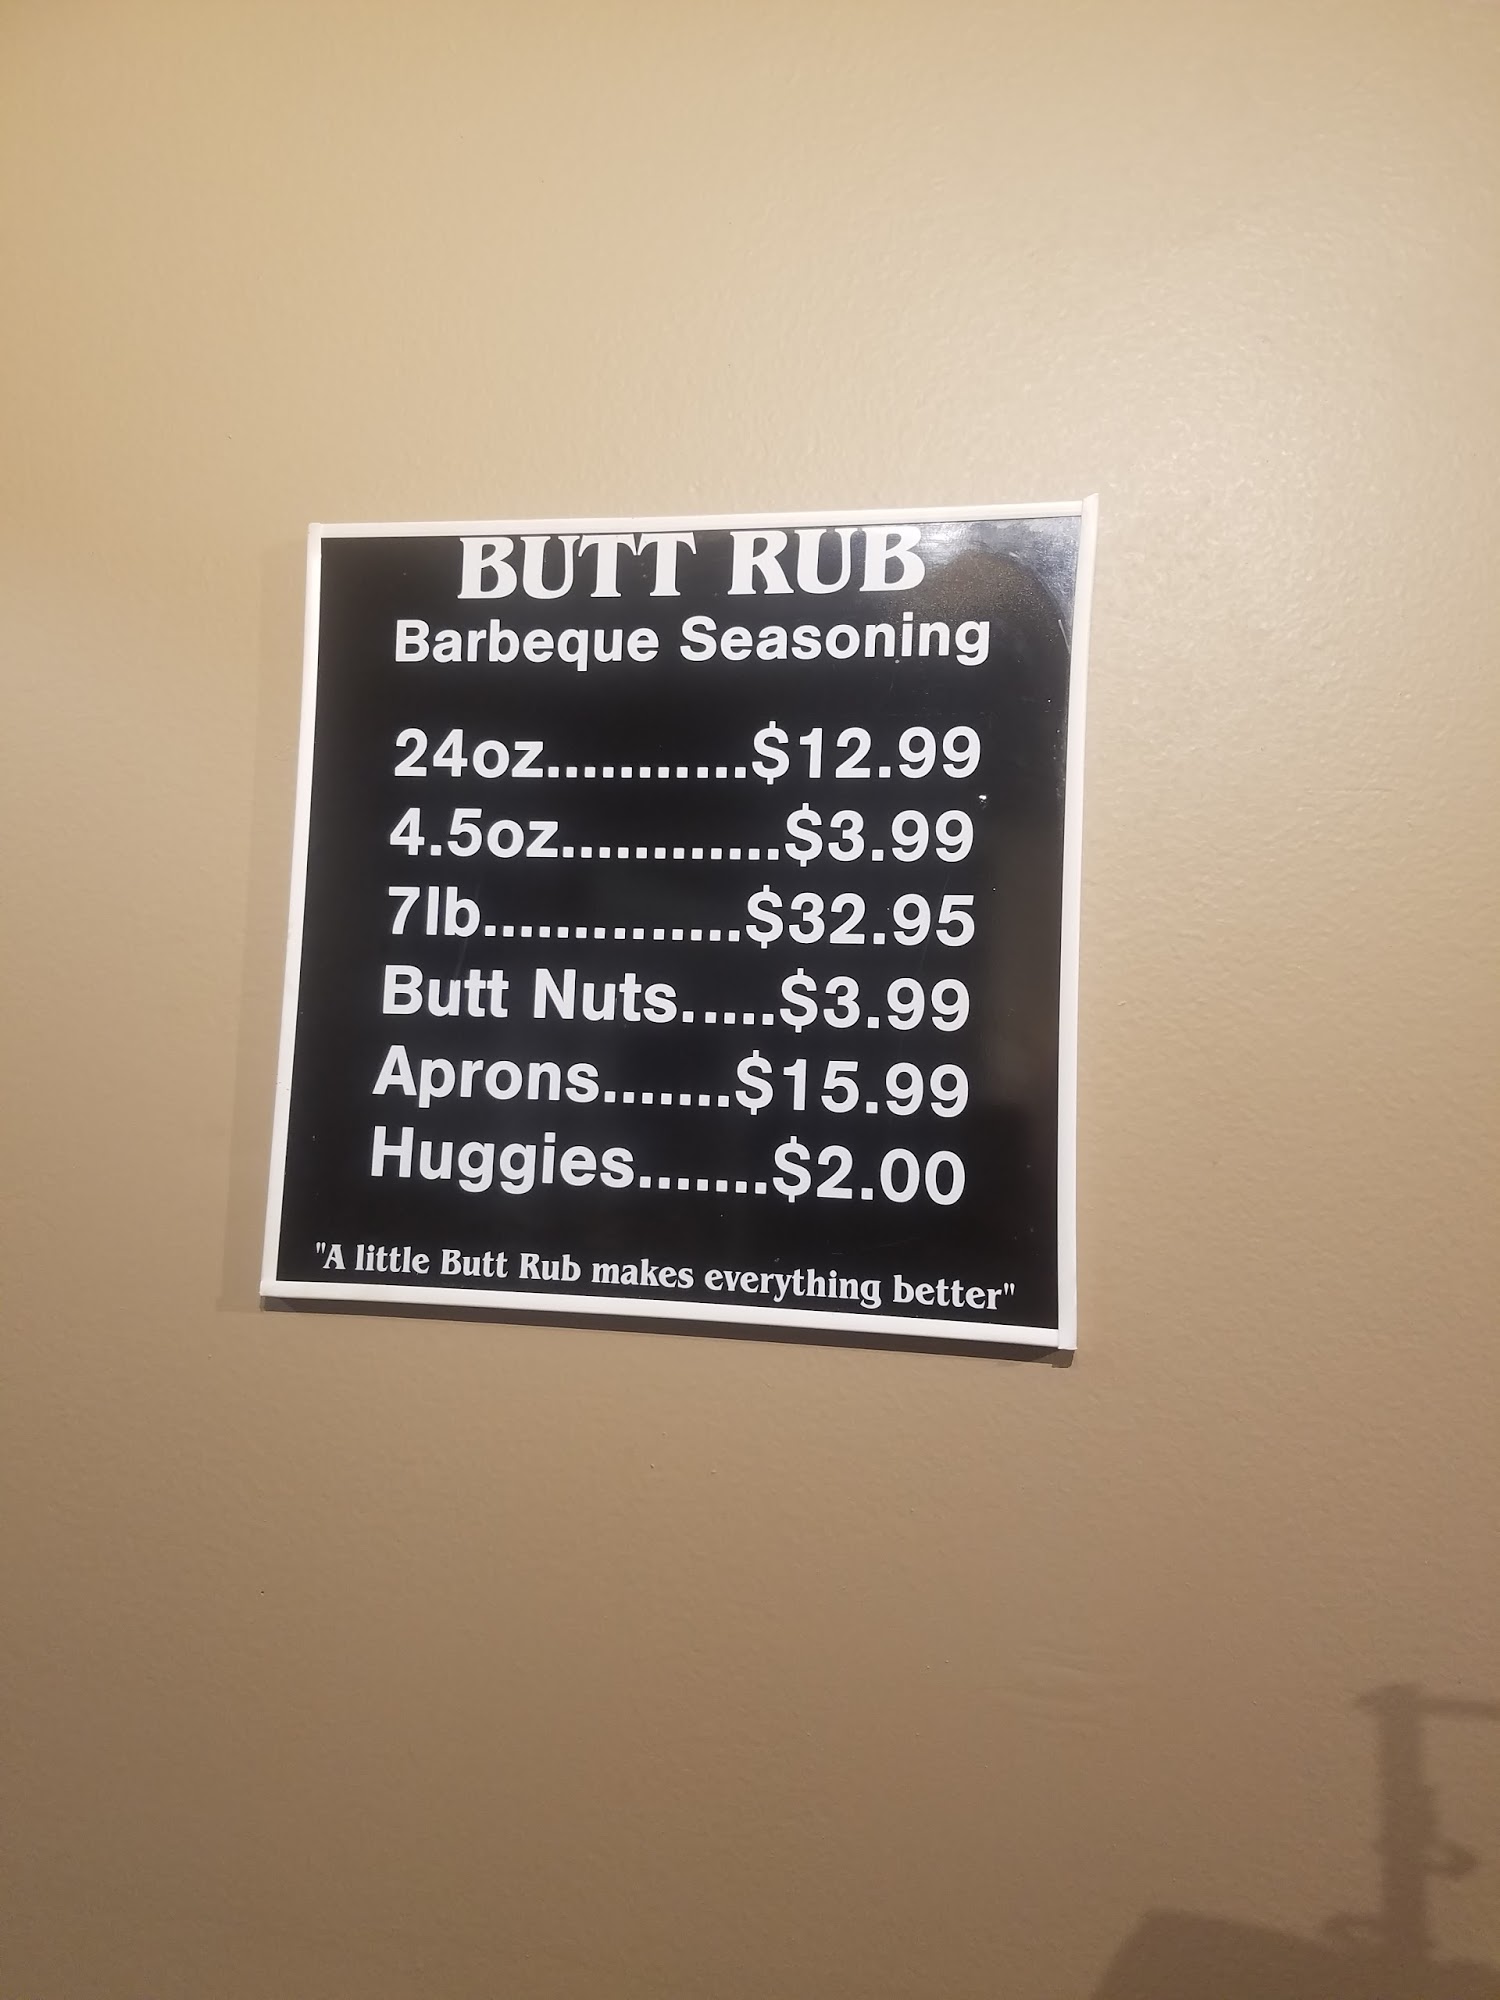 BUTT RUB
Barbeque Seasoning
24oz...........$12.99
4.5oz............$3.99
7lb..............$32.95
Butt Nuts.....$3.99
Aprons.......$15.99
Huggies.......$2.00
"A little Butt Rub makes everything better"